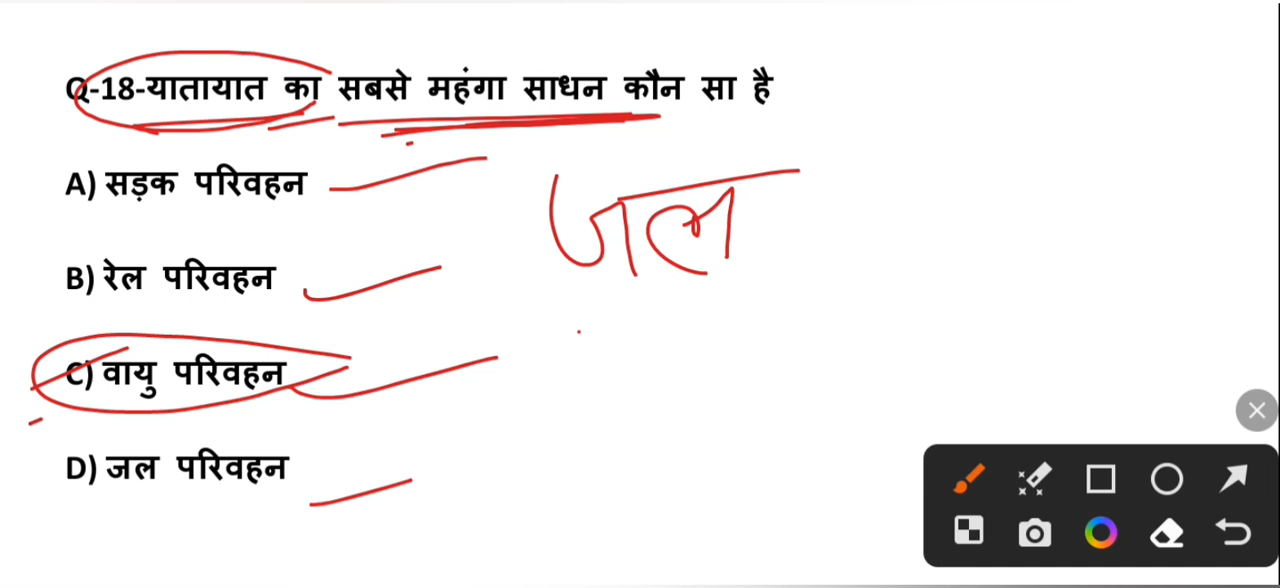 Q-18-यातायात का सबसे महंगा साधन कौन सा है
A) सड़क परिवहन
जल
B) रेल परिवहन
C) वायु परिवहन
D) जल परिवहन